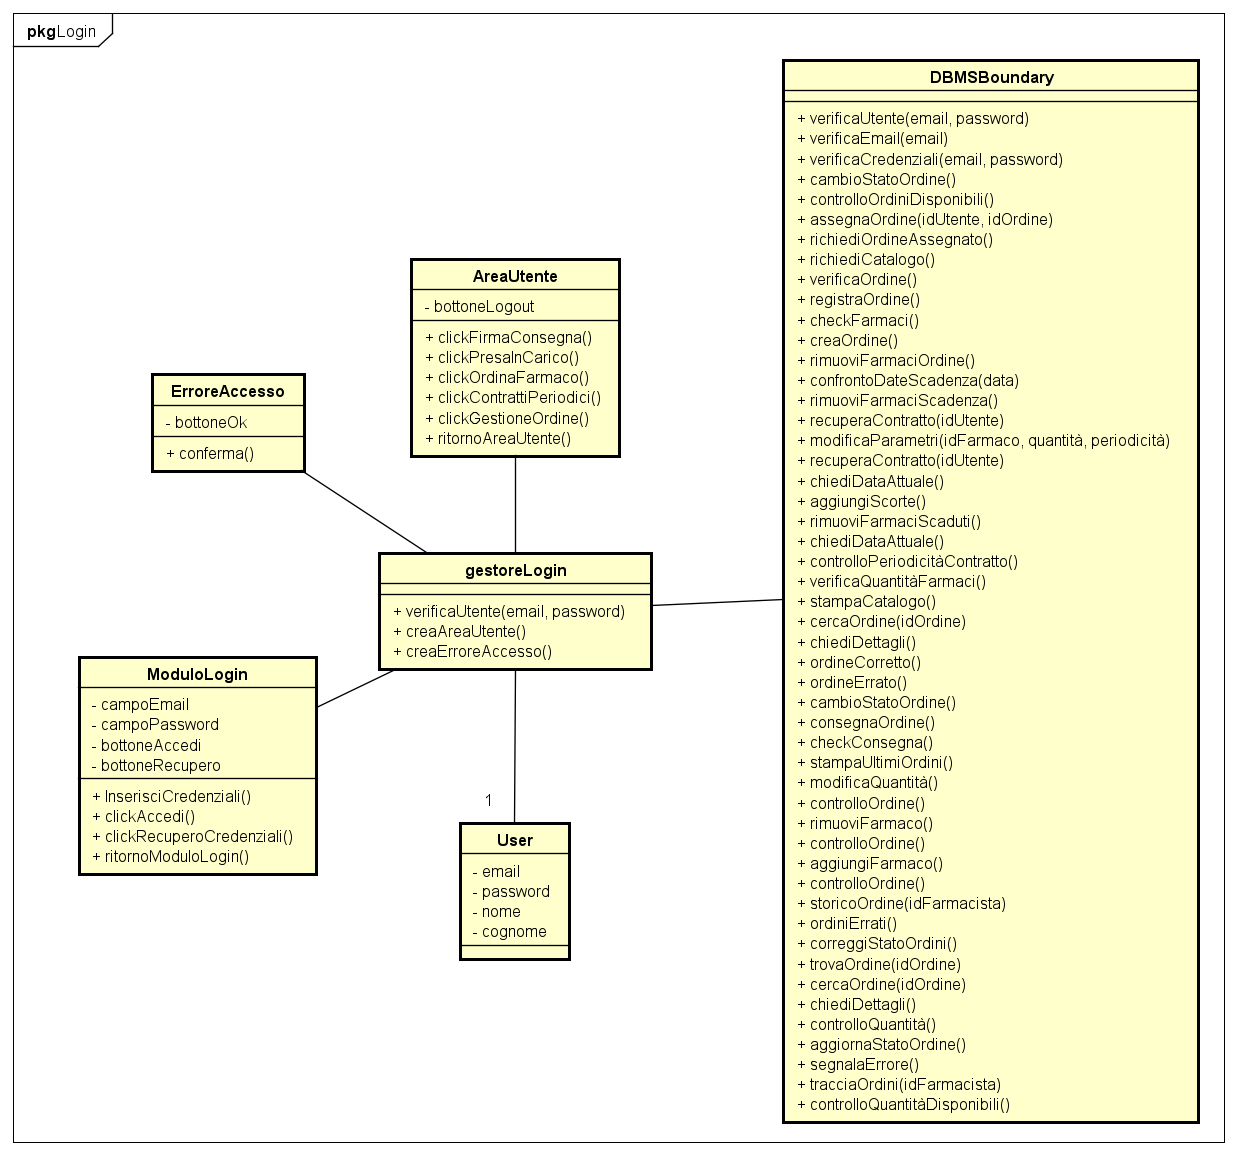 pkgLogin
DBMSBoundary
+ verificaUtente(email, password)
+ verificaEmail(email)
+ verificaCredenziali(email, password)
+ cambioStatoOrdine()
+ controlloOrdiniDisponibili()
+ assegnaOrdine(idUtente, idOrdine)
+ richiediOrdineAssegnato()
+ richiediCatalogo()
+ verificaOrdine()
+ registraOrdine()
+ checkFarmaci()
+ creaOrdine()
+ rimuoviFarmaciOrdine()
+ confrontoDateScadenza(data)
+ rimuoviFarmaciScadenza()
+ recuperaContratto(idUtente)
+ modificaParametri(idFarmaco, quantità, periodicità)
+ recuperaContratto(idUtente)
+ chiediDataAttuale()
+ aggiungiScorte()
+ rimuoviFarmaciScaduti()
+ chiediDataAttuale()
+ controlloPeriodicitàContratto()
+ verificaQuantitàFarmaci()
+ stampaCatalogo()
+ cercaOrdine(idOrdine)
+ chiediDettagli()
+ ordineCorretto()
+ ordineErrato()
+ cambioStatoOrdine()
+ consegnaOrdine()
+ checkConsegna()
+ stampaUltimiOrdini()
+ modificaQuantità()
+ controlloOrdine()
+ rimuoviFarmaco()
+ controlloOrdine()
+ aggiungiFarmaco()
+ controlloOrdine()
+ storicoOrdine(idFarmacista)
+ ordiniErrati()
+ correggiStatoOrdini()
+ trovaOrdine(idOrdine)
+ cercaOrdine(idOrdine)
+ chiediDettagli()
+ controlloQuantità()
+ aggiornaStatoOrdine()
+ segnalaErrore()
+ tracciaOrdini(idFarmacista)
+ controlloQuantitàDisponibili()
AreaUtente
- bottoneLogout
+ clickFirmaConsegna()
+ clickPresaInCarico()
+ clickOrdinaFarmaco()
+ clickContrattiPeriodici()
+ clickGestioneOrdine()
+ ritornoAreaUtente()
ErroreAccesso
- bottoneOk
+ conferma()
gestoreLogin
+ verificaUtente(email, password)
+ creaAreaUtente()
+ creaErroreAccesso()
ModuloLogin
- campoEmail
- campoPassword
- bottoneAccedi
- bottoneRecupero
+ InserisciCredenziali()
+ clickAccedi()
+ clickRecuperoCredenziali()
+ ritornoModuloLogin()
1
User
- email
- password
- nome
- cognome